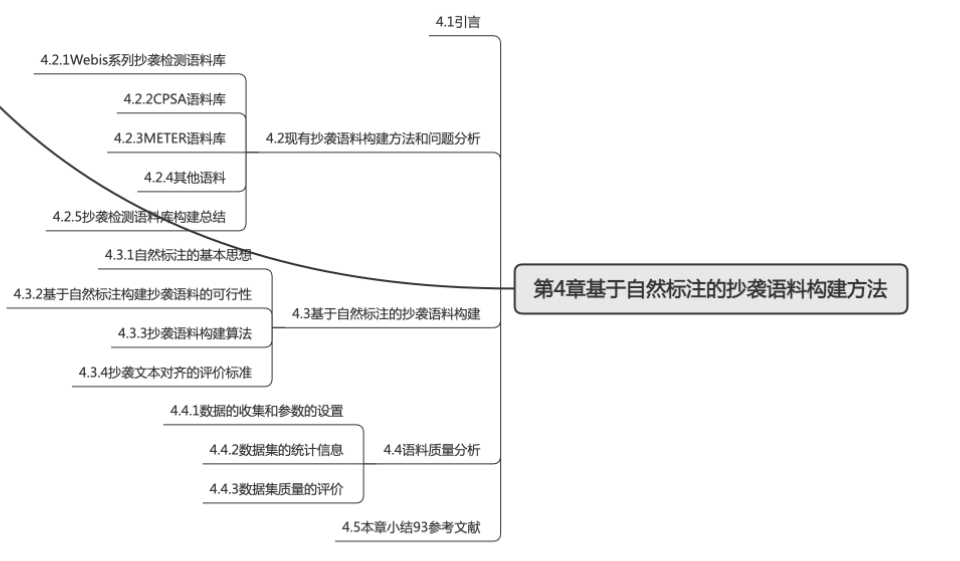 第4章基于自然标注的抄袭语料构建方法
4.1引言
4.2现有抄袭语料构建方法和问题分析
4.2.1Webis系列抄袭检测语料库
4.2.2CPSA语料库
4.2.3METER语料库
4.2.4其他语料
4.2.5抄袭检测语料库构建总结
4.3基于自然标注的抄袭语料构建
4.3.1自然标注的基本思想
4.3.2基于自然标注构建抄袭语料的可行性
4.3.3抄袭语料构建算法
4.3.4抄袭文本对齐的评价标准
4.4语料质量分析
4.4.1数据的收集和参数的设置
4.4.2数据集的统计信息
4.4.3数据集质量的评价
4.5本章小结93参考文献